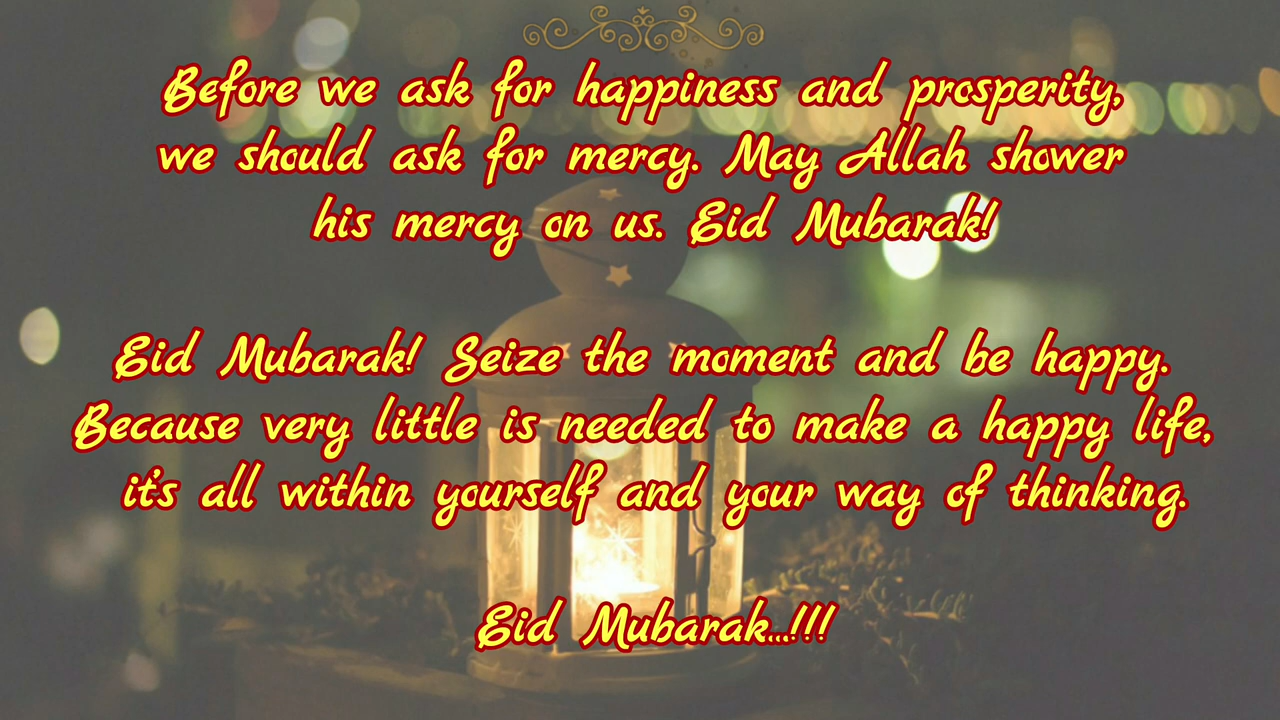 Before we ask for happiness and prosperity,
we should ask for mercy. May Allah shower
his mercy on us. Eid Mubarak!
Eid Mubarak! Seize the moment and be happy.
Because very little is needed to make a happy life,
it's all within yourself and your way of thinking.
Eid Mubarak...!!!